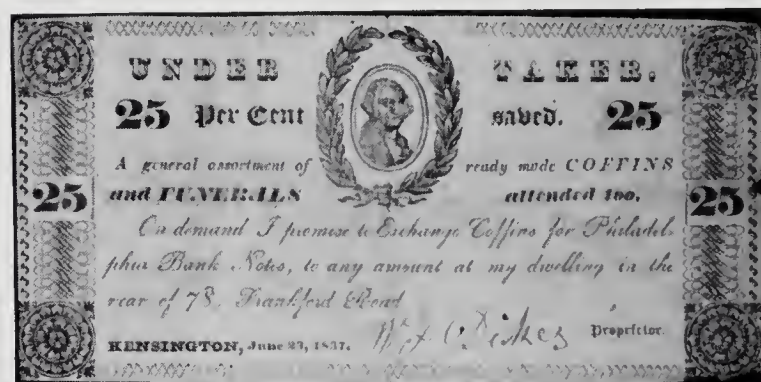 UNDER TAKER.
25 Per Cent saved. 25
A general assortment of ready made COFFINS
25 and FUNERALS attended too. 25
On demand I promise to Exchange Coffins for Philadel-
phia Bank Notes, to any amount at my dwelling in the
rear of 78, Frankford Road
KENSINGTON, June 23, 1837. Proprietor.